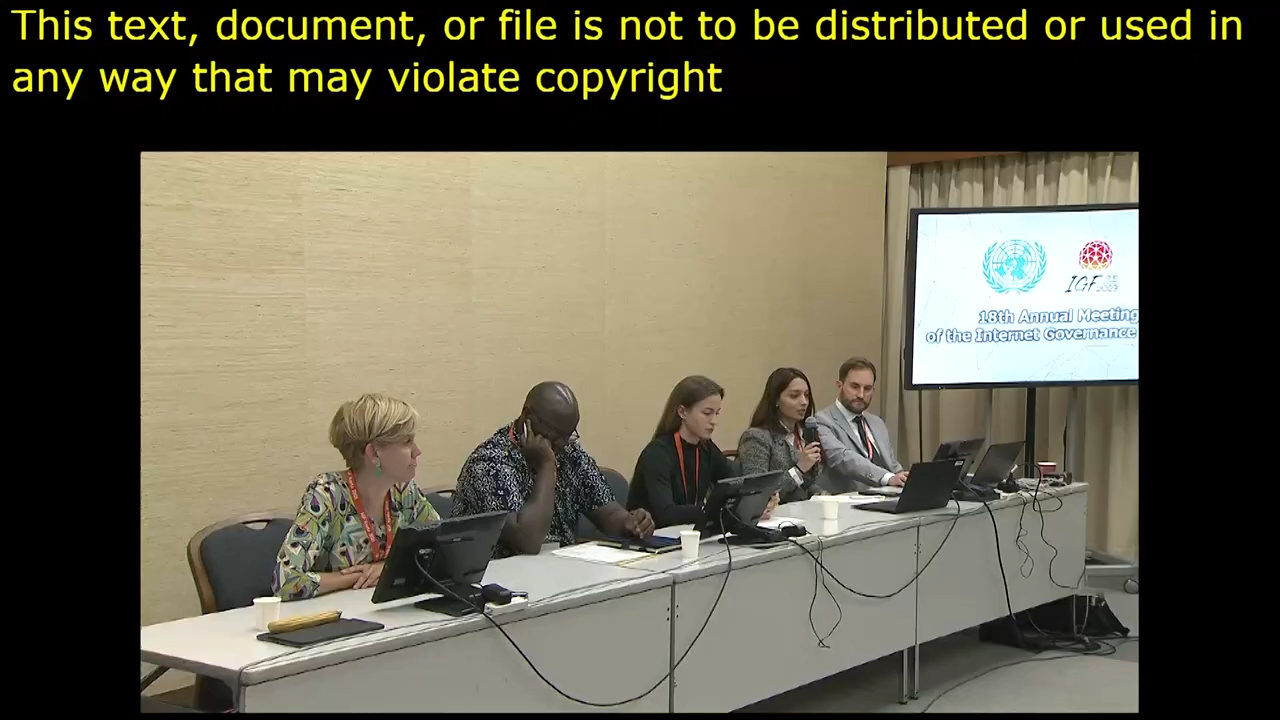 This text, document, or file is not to be distributed or used in
any way that may violate copyright
IGF
18th Annual Meeting
of the Internet Governance